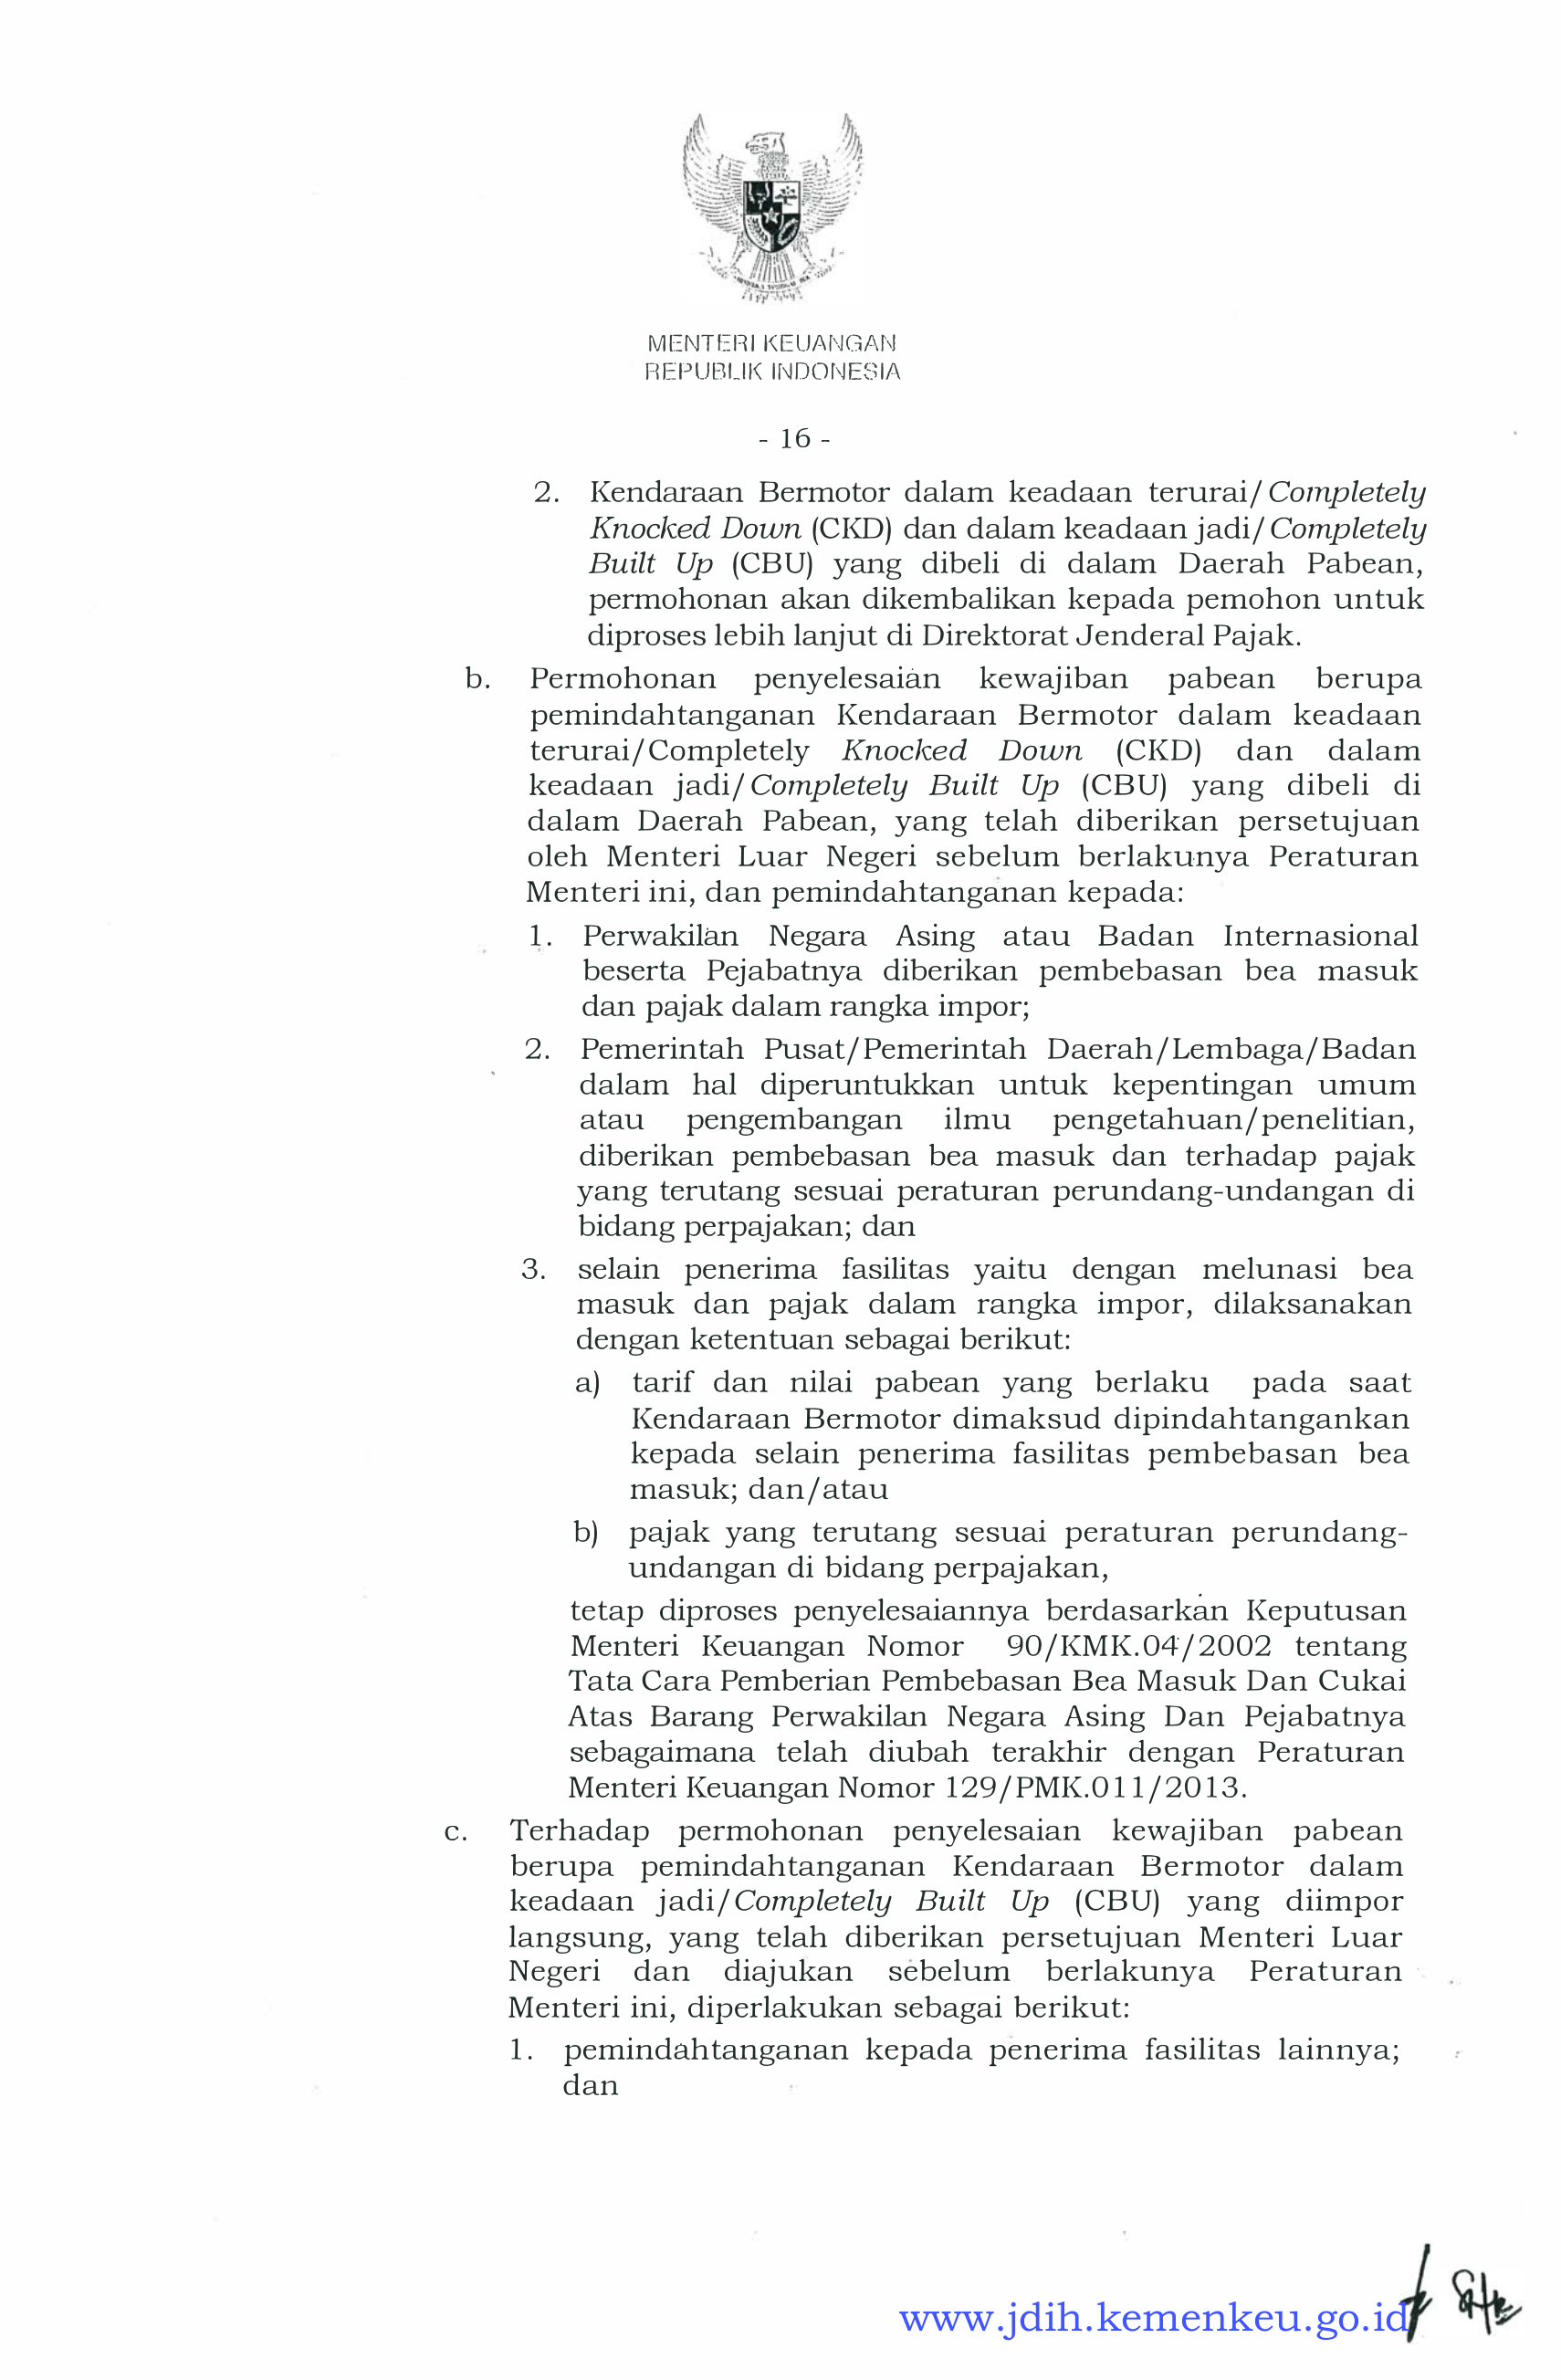 MENTERI KEUANGAN
REPUBLIK INDONESIA
- 16 -
2. Kendaraan Bermotor dalam keadaan terurai/Completely
Knocked Down (CKD) dan dalam keadaan jadi/Completely
Built Up (CBU) yang dibeli di dalam Daerah Pabean,
permohonan akan dikembalikan kepada pemohon untuk
diproses lebih lanjut di Direktorat Jenderal Pajak.
b. Permohonan penyelesaian kewajiban pabean berupa
pemindahtanganan Kendaraan Bermotor dalam keadaan
terurai/Completely Knocked Down (CKD) dan dalam
keadaan jadi/Completely Built Up (CBU) yang dibeli di
dalam Daerah Pabean, yang telah diberikan persetujuan
oleh Menteri Luar Negeri sebelum berlakunya Peraturan
Menteri ini, dan pemindahtanganan kepada:
1. Perwakilan Negara Asing atau Badan Internasional
beserta Pejabatnya diberikan pembebasan bea masuk
dan pajak dalam rangka impor;
2. Pemerintah Pusat/Pemerintah Daerah/Lembaga/Badan
dalam hal diperuntukkan untuk kepentingan umum
atau pengembangan ilmu pengetahuan/penelitian,
diberikan pembebasan bea masuk dan terhadap pajak
yang terutang sesuai peraturan perundang-undangan di
bidang perpajakan; dan
3. selain penerima fasilitas yaitu dengan melunasi bea
masuk dan pajak dalam rangka impor, dilaksanakan
dengan ketentuan sebagai berikut:
a) tarif dan nilai pabean yang berlaku pada saat
Kendaraan Bermotor dimaksud dipindahtangankan
kepada selain penerima fasilitas pembebasan bea
masuk; dan/atau
b) pajak yang terutang sesuai peraturan perundang-
undangan di bidang perpajakan,
tetap diproses penyelesaiannya berdasarkan Keputusan
Menteri Keuangan Nomor 90/KMK.04/2002 tentang
Tata Cara Pemberian Pembebasan Bea Masuk Dan Cukai
Atas Barang Perwakilan Negara Asing Dan Pejabatnya
sebagaimana telah diubah terakhir dengan Peraturan
Menteri Keuangan Nomor 129/PMK.011/2013.
c. Terhadap permohonan penyelesaian kewajiban pabean
berupa pemindahtanganan Kendaraan Bermotor dalam
keadaan jadi/Completely Built Up (CBU) yang diimpor
langsung, yang telah diberikan persetujuan Menteri Luar
Negeri dan diajukan sebelum berlakunya Peraturan
Menteri ini, diperlakukan sebagai berikut:
1. pemindahtanganan kepada penerima fasilitas lainnya;
dan
www.jdih.kemenkeu.go.id